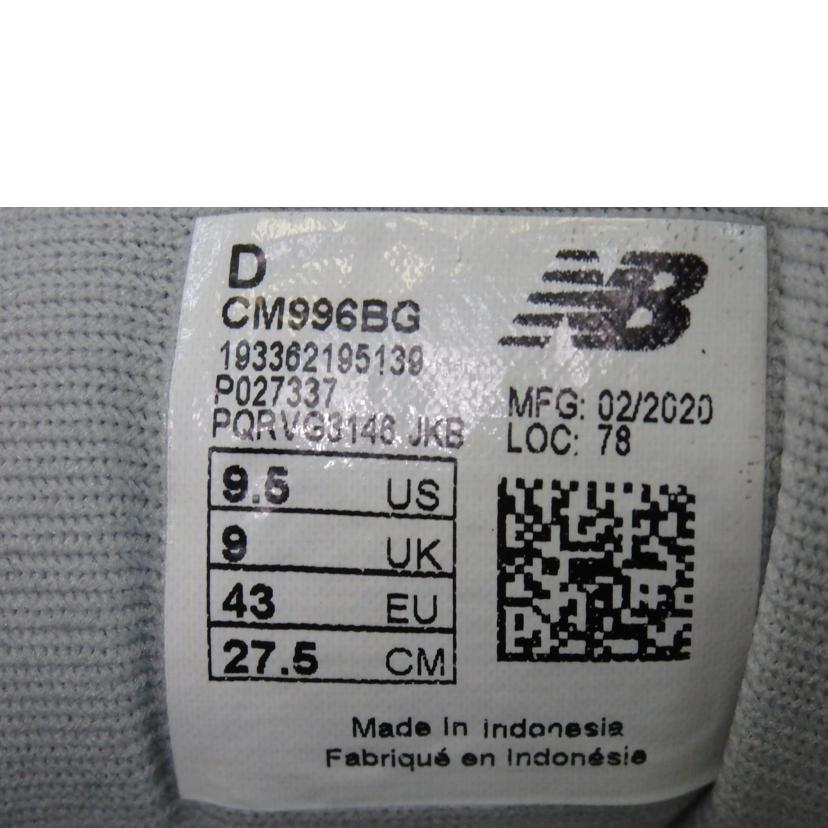 D
CM996BG
193362195139
P027337
PQRVG3146 JKB
NB
MFG: 02/2020
LOC: 78
9.5 US
9 UK
43 EU
27.5 CM
Made in Indonesia
Fabriqué en Indonésie